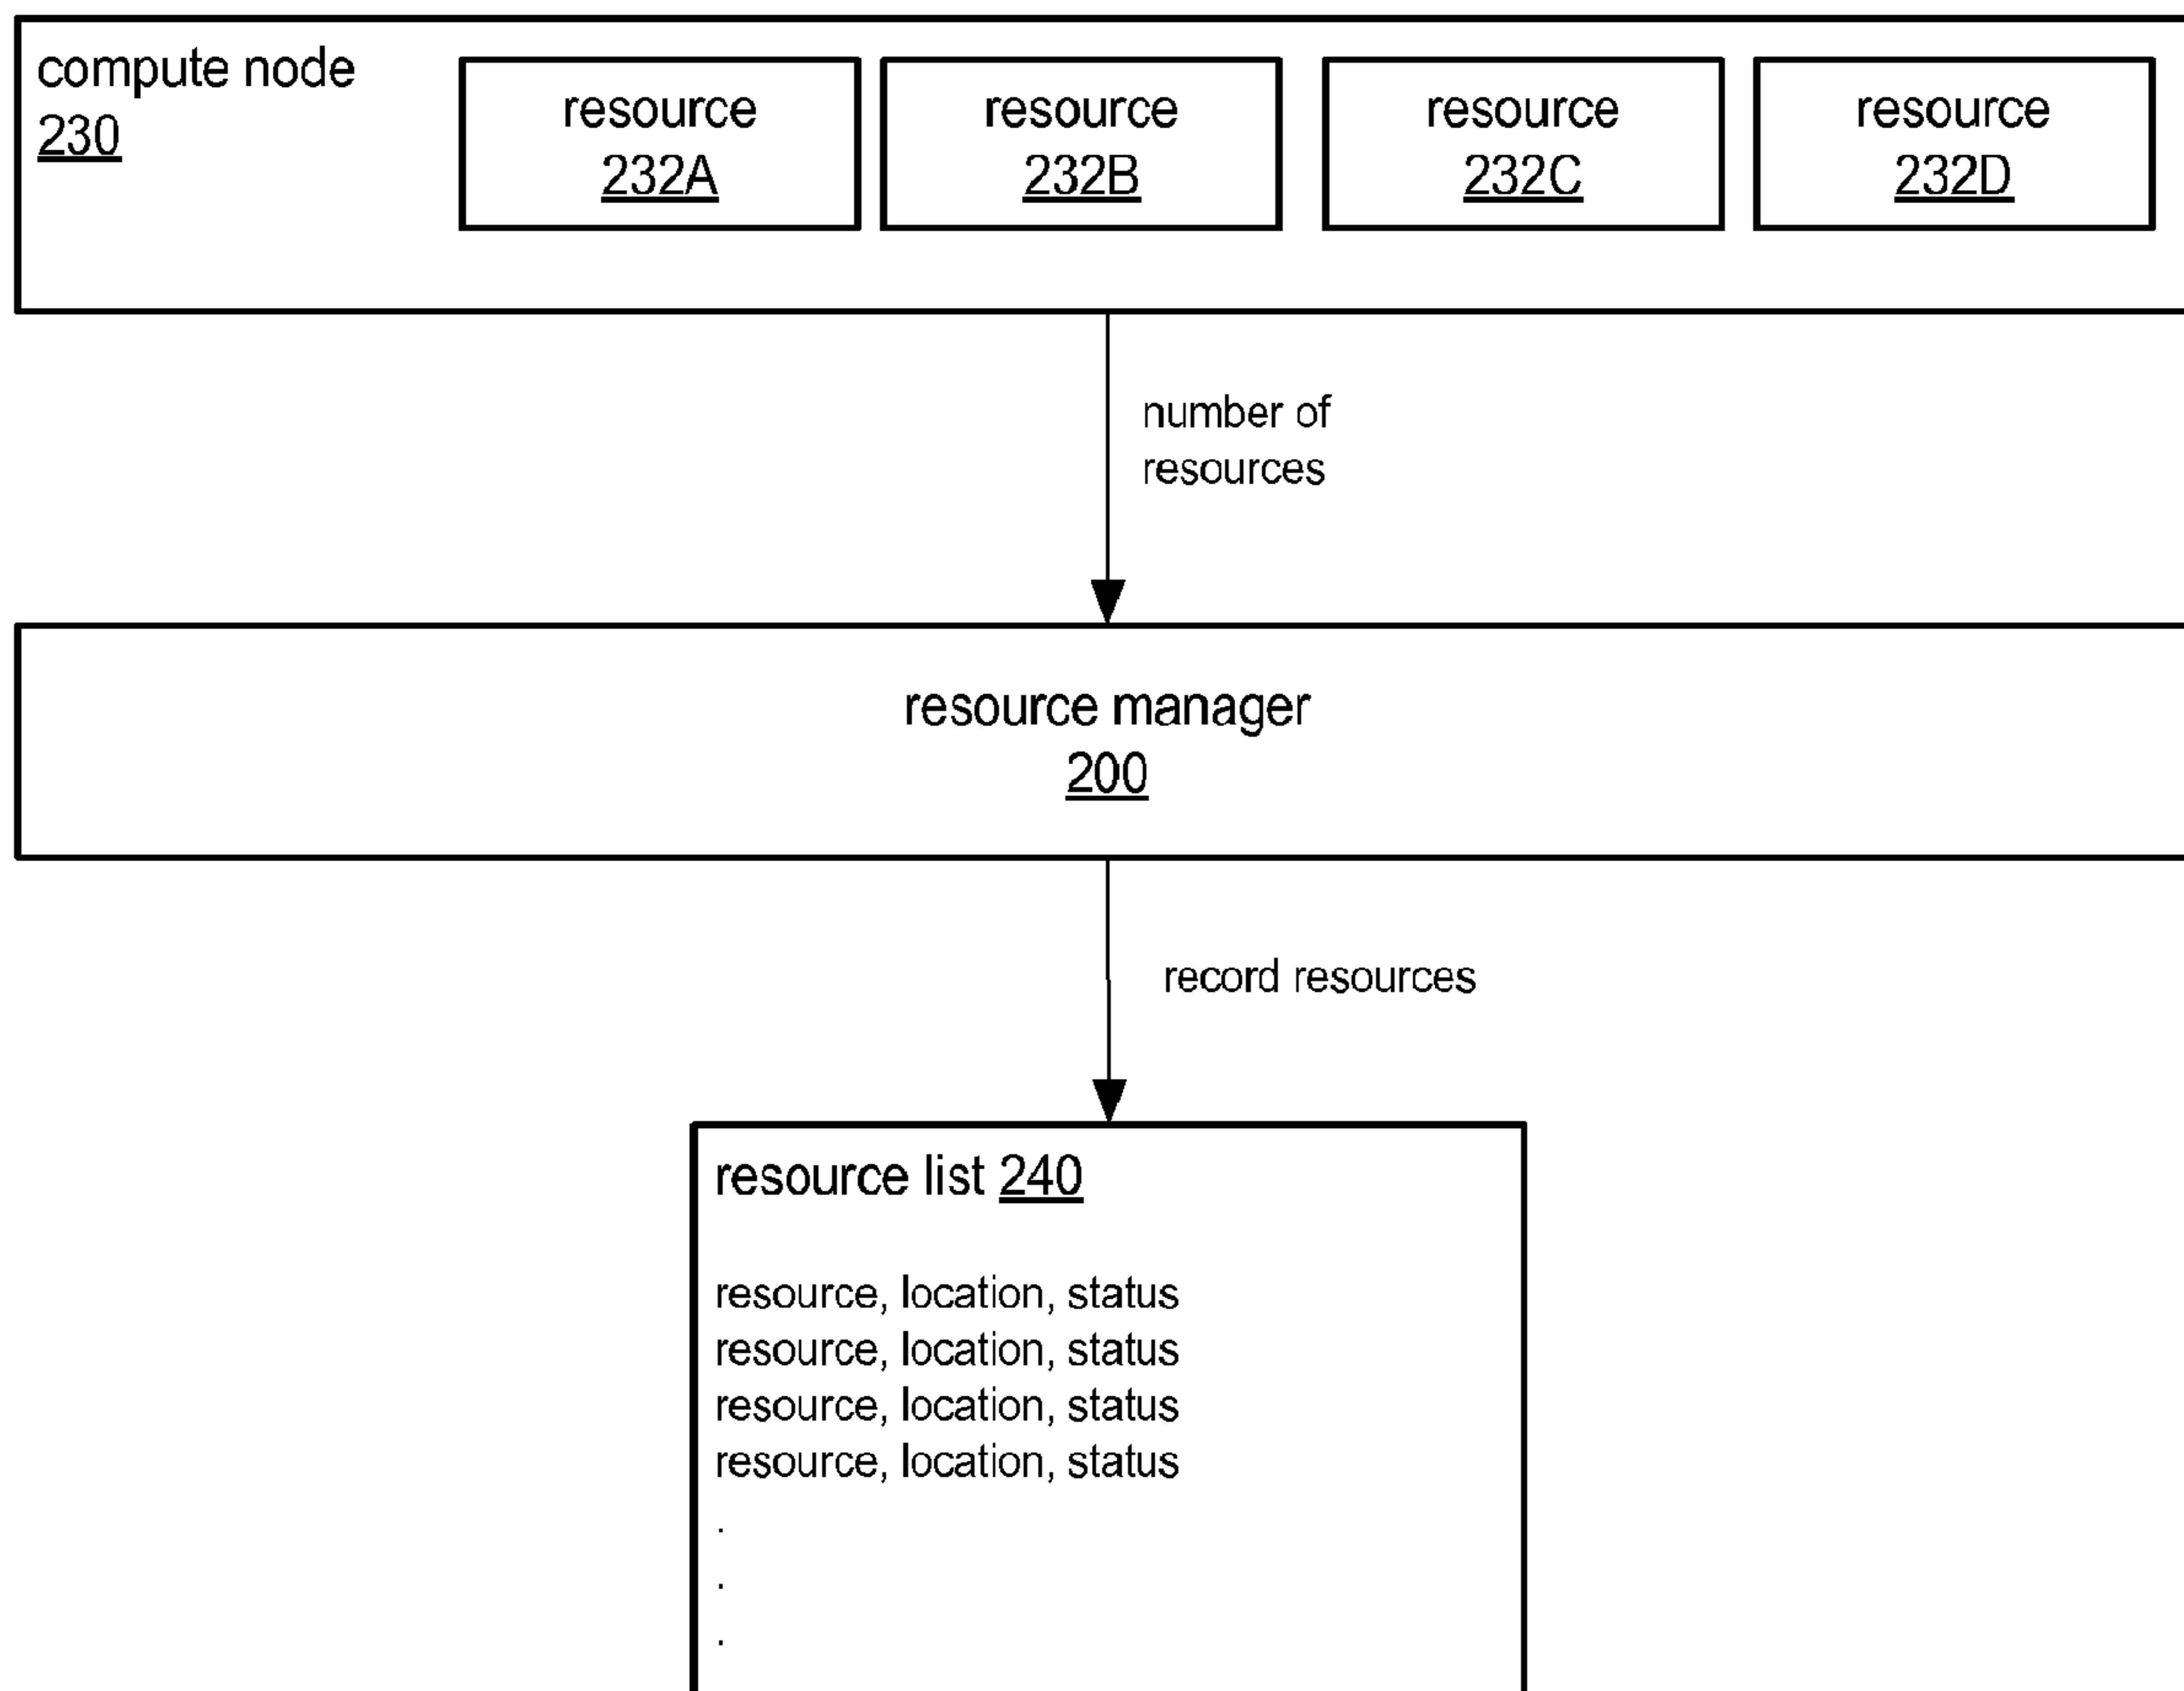 compute node
230
resource
232A
resource
232B
resource
232C
resource
232D
number of
resources
resource manager
200
record resources
resource list 240
resource, location, status
resource, location, status
resource, location, status
resource, location, status
.
.
.